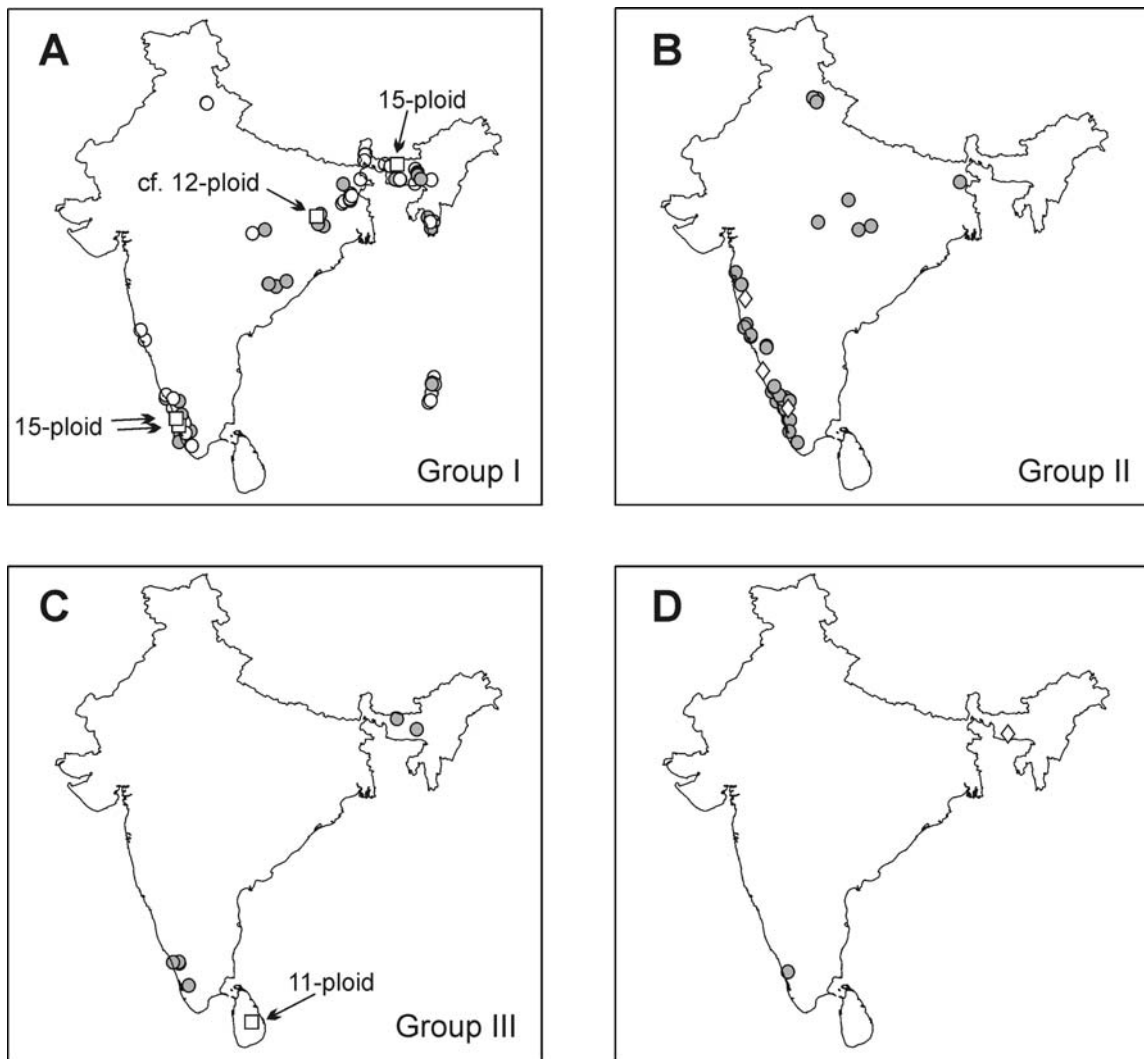 A
15-ploid
cf. 12-ploid
15-ploid
Group I
B
Group II
C
11-ploid
Group III
D